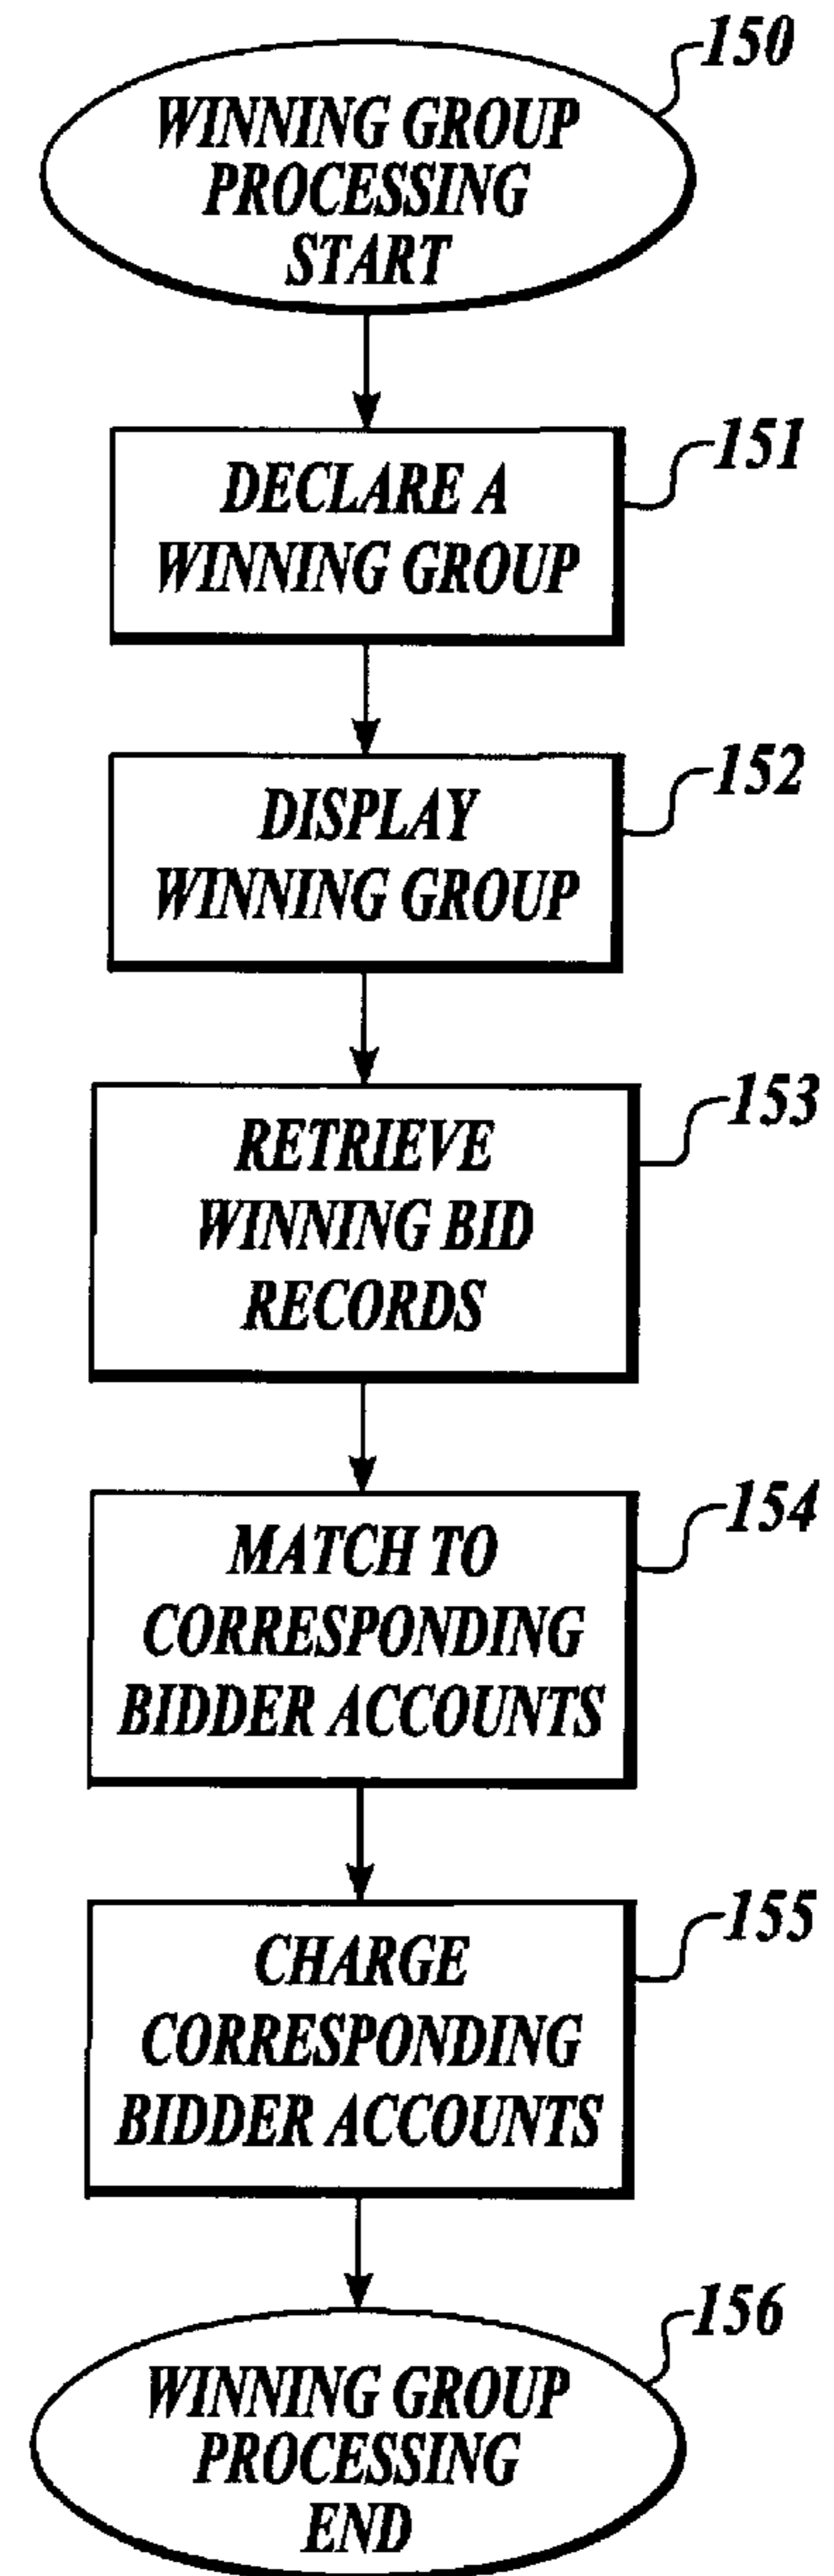 150
WINNING GROUP
PROCESSING
START
151
DECLARE A
WINNING GROUP
152
DISPLAY
WINNING GROUP
153
RETRIEVE
WINNING BID
RECORDS
154
MATCH TO
CORRESPONDING
BIDDER ACCOUNTS
155
CHARGE
CORRESPONDING
BIDDER ACCOUNTS
156
WINNING GROUP
PROCESSING
END